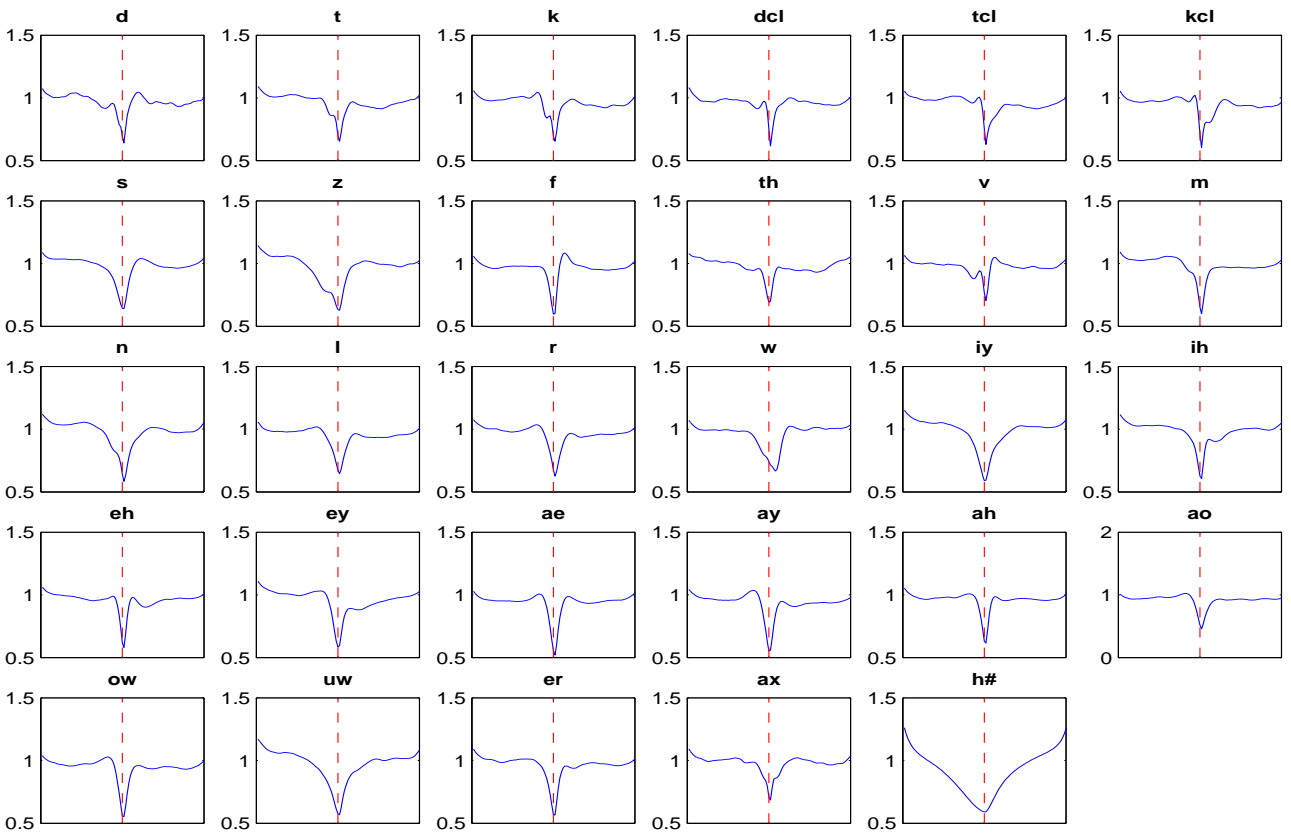 d t k dcl tcl kcl
1.5 1.5 1.5 1.5 1.5 1.5
1 1 1 1 1 1
0.5 0.5 0.5 0.5 0.5 0.5
s z f th v m
1.5 1.5 1.5 1.5 1.5 1.5
1 1 1 1 1 1
0.5 0.5 0.5 0.5 0.5 0.5
n l r w iy ih
1.5 1.5 1.5 1.5 1.5 1.5
1 1 1 1 1 1
0.5 0.5 0.5 0.5 0.5 0.5
eh ey ae ay ah ao
1.5 1.5 1.5 1.5 1.5 2
1 1 1 1 1 1
0.5 0.5 0.5 0.5 0.5 0
ow uw er ax h#
1.5 1.5 1.5 1.5 1.5
1 1 1 1 1
0.5 0.5 0.5 0.5 0.5